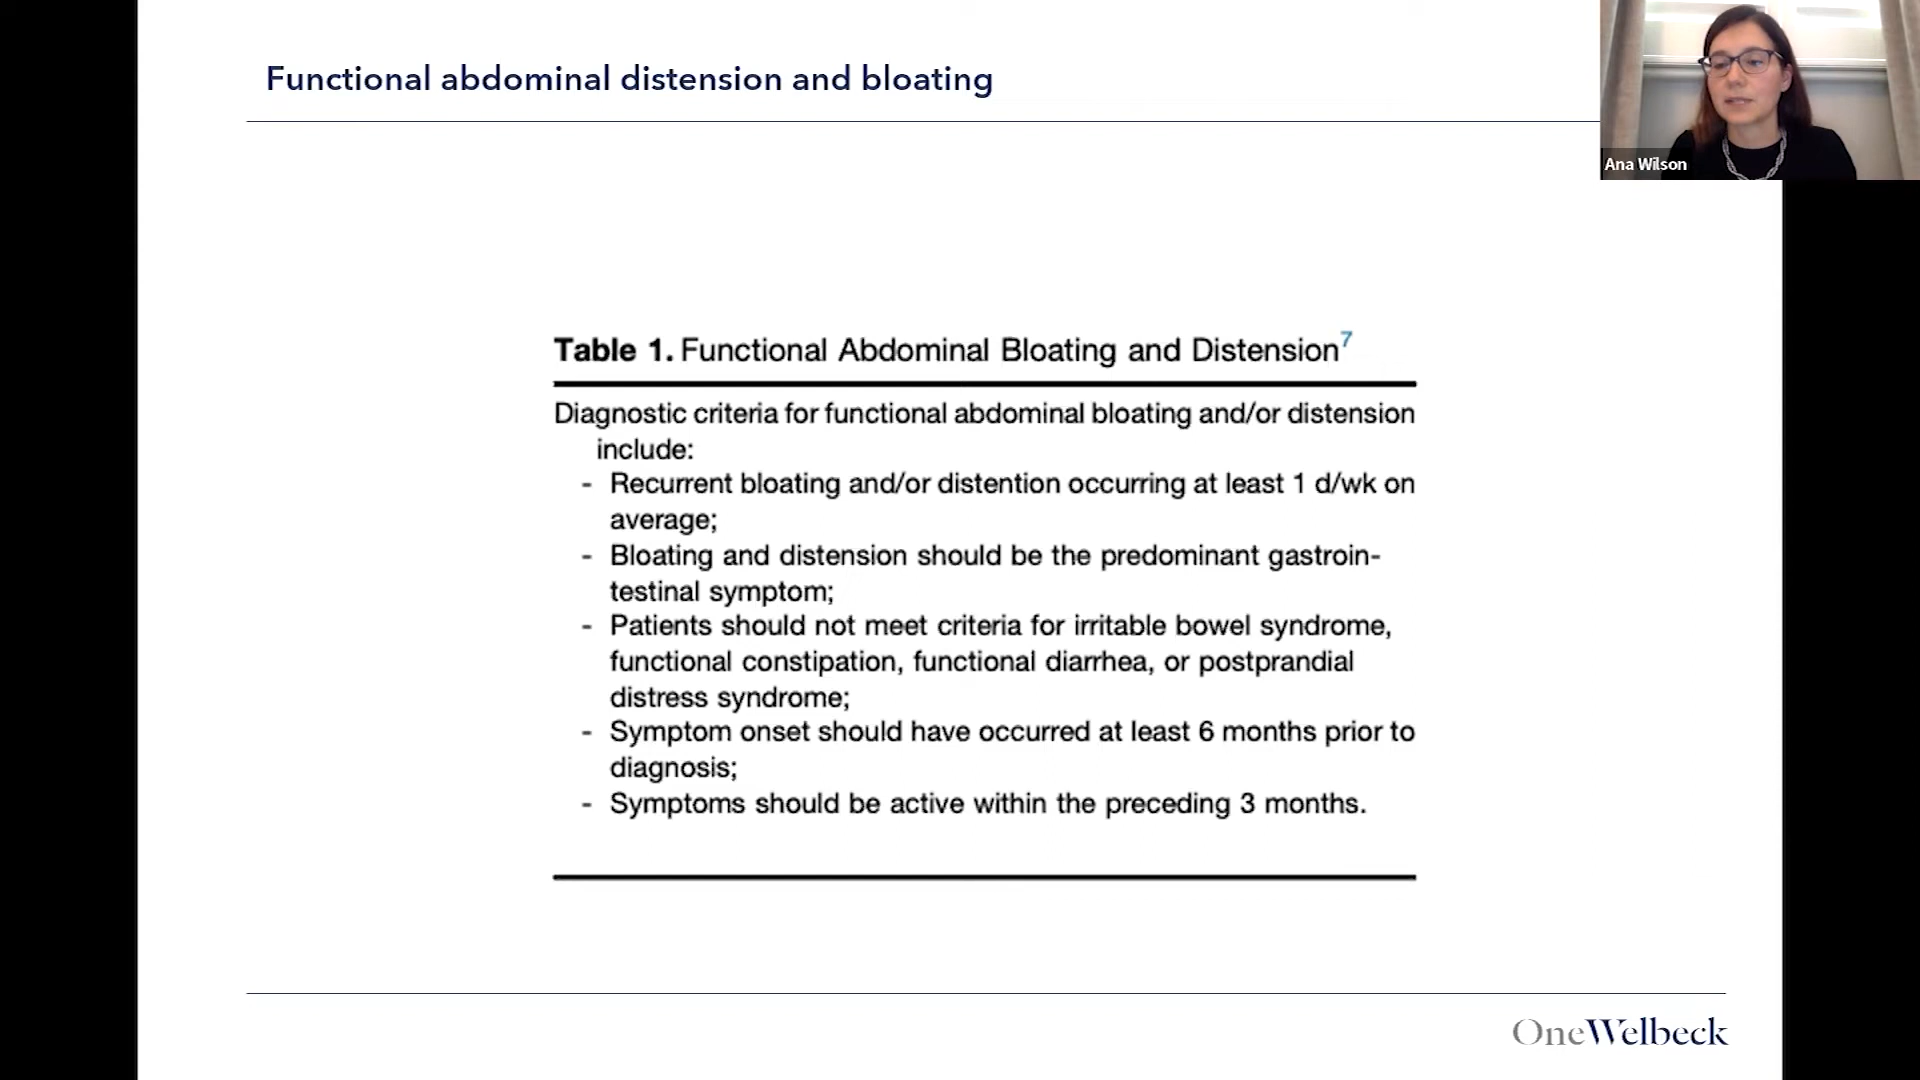 Functional abdominal distension and bloating
Ana Wilson
Table 1. Functional Abdominal Bloating and Distension7
Diagnostic criteria for functional abdominal bloating and/or distension
include:
- Recurrent bloating and/or distention occurring at least 1 d/wk on
average;
- Bloating and distension should be the predominant gastroin-
testinal symptom;
- Patients should not meet criteria for irritable bowel syndrome,
functional constipation, functional diarrhea, or postprandial
distress syndrome;
- Symptom onset should have occurred at least 6 months prior to
diagnosis;
- Symptoms should be active within the preceding 3 months.
OneWelbeck